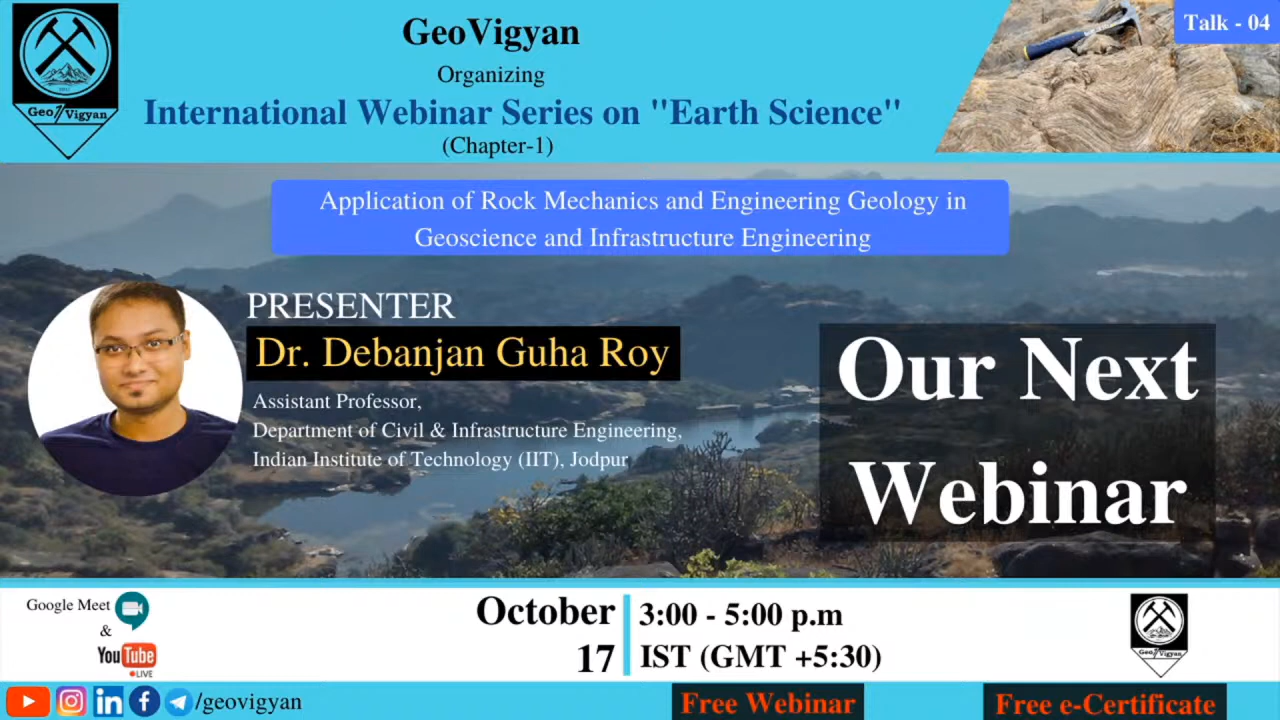 Geo Vigyan
GeoVigyan
Organizing
International Webinar Series on "Earth Science"
(Chapter-1)
Talk - 04
Application of Rock Mechanics and Engineering Geology in
Geoscience and Infrastructure Engineering
PRESENTER
Dr. Debanjan Guha Roy
Assistant Professor,
Department of Civil & Infrastructure Engineering,
Indian Institute of Technology (IIT), Jodpur
Our Next
Webinar
Google Meet
&
YouTube
LIVE
October
17
3:00 - 5:00 p.m
IST (GMT +5:30)
Geo Vigyan
/geovigyan
Free Webinar
Free e-Certificate